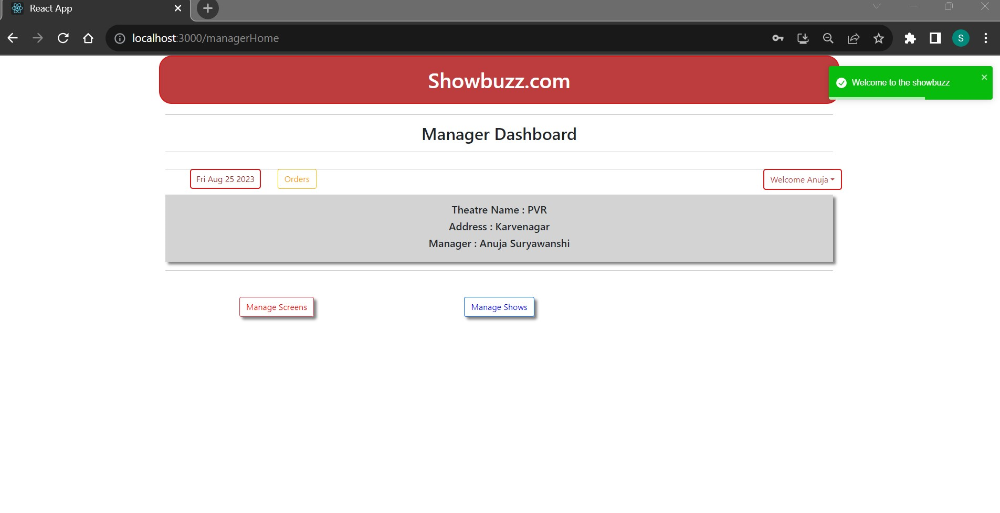 React App
localhost:3000/managerHome
S
Showbuzz.com
Welcome to the showbuzz
Manager Dashboard
Fri Aug 25 2023
Orders
Welcome Anuja
Theatre Name : PVR
Address : Karvenagar
Manager : Anuja Suryawanshi
Manage Screens
Manage Shows